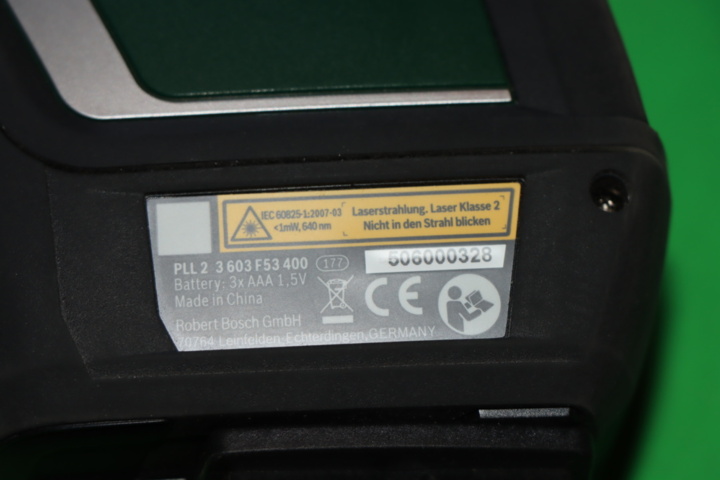 IEC 60825-1:2007-03
<1mW, 640 nm
Laserstrahlung. Laser Klasse 2
Nicht in den Strahl blicken
PLL 2 3 603 F53 400 177
506000328
Battery: 3x AAA 1,5V
Made in China
CE
Robert Bosch GmbH
70764 Leinfelden, Echterdingen,GERMANY